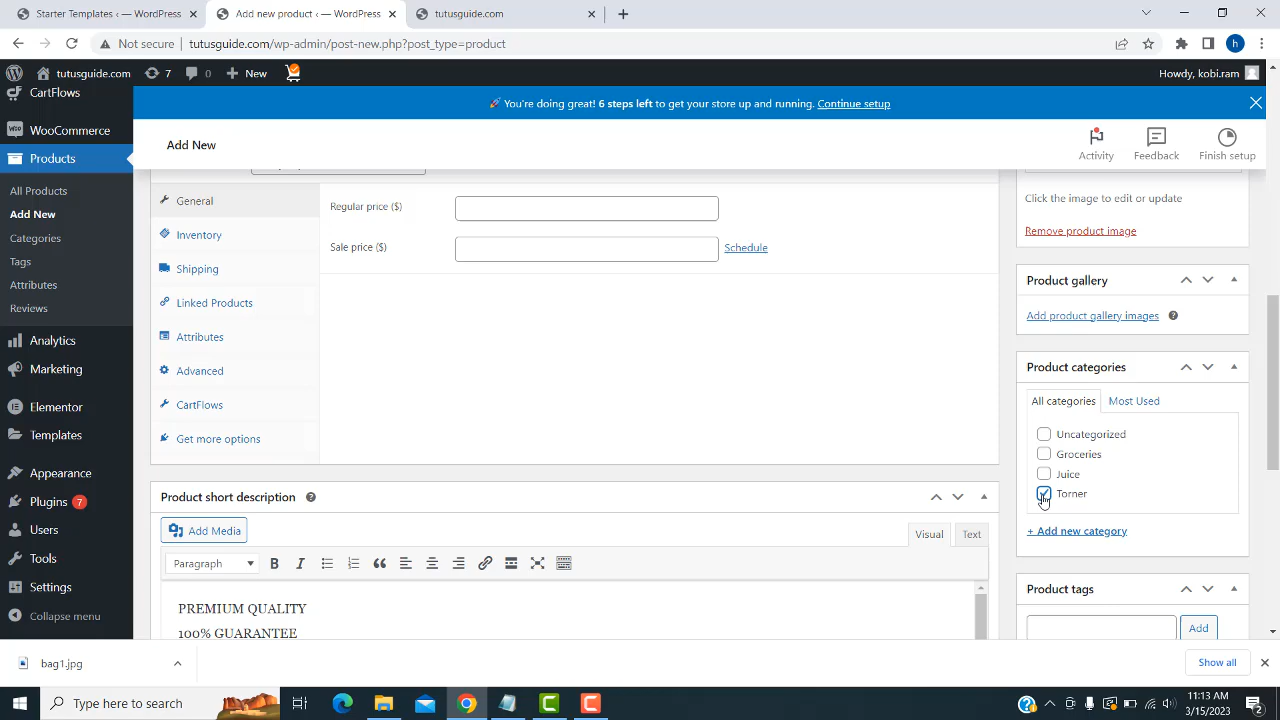 Starter Templates ‹ — WordPress
Add new product ‹ — WordPress
tutusguide.com
Not secure
tutusguide.com/wp-admin/post-new.php?post_type=product
h
tutusguide.com
7
0
New
Howdy, kobi.ram
CartFlows
WooCommerce
Products
All Products
Add New
Categories
Tags
Attributes
Reviews
Analytics
Marketing
Elementor
Templates
Appearance
Plugins 7
Users
Tools
Settings
Collapse menu
You're doing great! 6 steps left to get your store up and running. Continue setup
Add New
Activity
Feedback
Finish setup
General
Inventory
Shipping
Linked Products
Attributes
Advanced
CartFlows
Get more options
Regular price ($)
Sale price ($)
Schedule
Product short description
Add Media
Visual
Text
Paragraph
PREMIUM QUALITY
100% GUARANTEE
Click the image to edit or update
Remove product image
Product gallery
Add product gallery images
Product categories
All categories
Most Used
Uncategorized
Groceries
Juice
Torner
+ Add new category
Product tags
Add
bag1.jpg
Show all
Type here to search
11:13 AM
3/15/2023
2